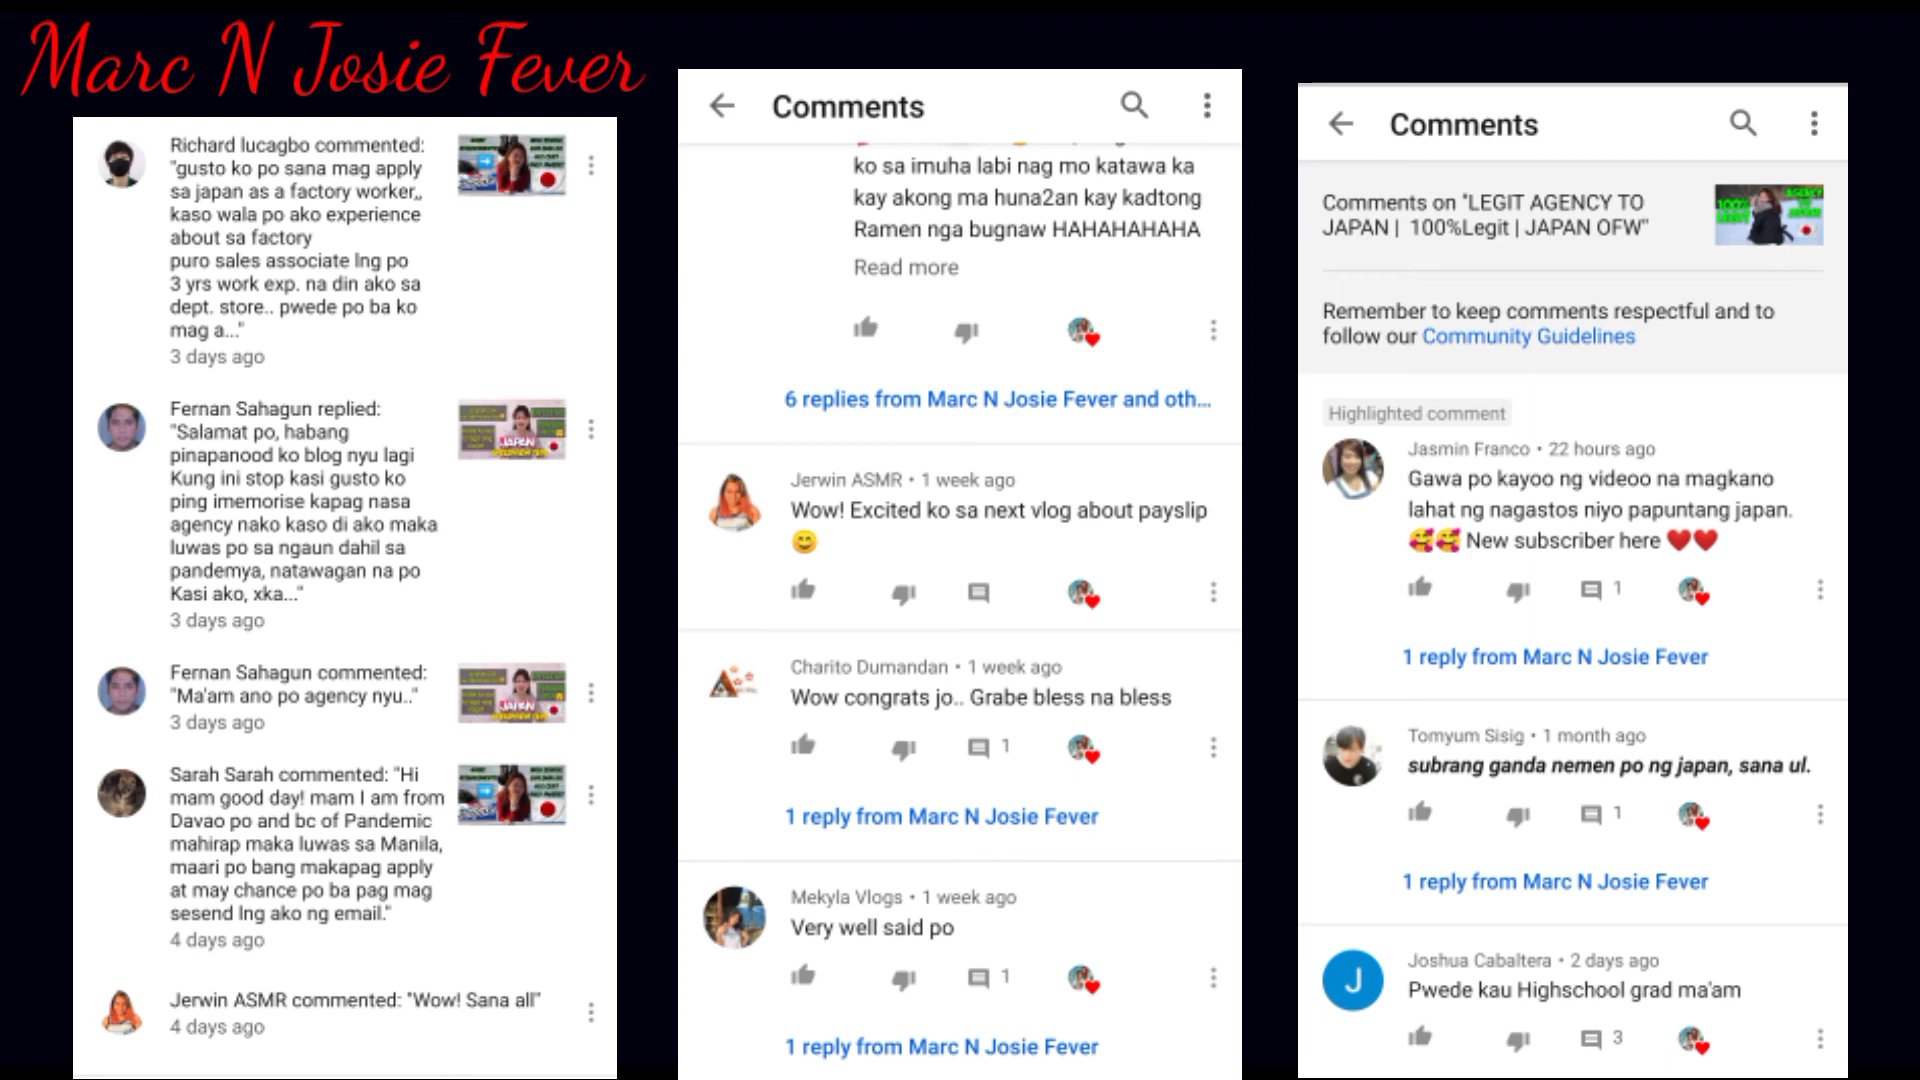 Marc N Josie Fever
Richard lucagbo commented:
"gusto ko po sana mag apply
sa japan as a factory worker,,
kaso wala po ako experience
about sa factory
puro sales associate lng po
3 yrs work exp. na din ako sa
dept. store.. pwede po ba ko
mag a..."
3 days ago
Fernan Sahagun replied:
"Salamat po, habang
pinapanood ko blog nyu lagi
Kung ini stop kasi gusto ko
ping imemorise kapag nasa
agency nako kaso di ako maka
luwas po sa ngaun dahil sa
pandemya, natawagan na po
Kasi ako, xka..."
3 days ago
Fernan Sahagun commented:
"Ma'am ano po agency nyu.."
3 days ago
Sarah Sarah commented: "Hi
mam good day! mam I am from
Davao po and bc of Pandemic
mahirap maka luwas sa Manila,
maari po bang makapag apply
at may chance po ba pag mag
sesend lng ako ng email."
4 days ago
Jerwin ASMR commented: "Wow! Sana all"
4 days ago
Comments
ko sa imuha labi nag mo katawa ka
kay akong ma huna2an kay kadtong
Ramen nga bugnaw HAHAHAHAHA
Read more
6 replies from Marc N Josie Fever and oth...
Jerwin ASMR • 1 week ago
Wow! Excited ko sa next vlog about payslip
😊
Charito Dumandan • 1 week ago
Wow congrats jo.. Grabe bless na bless
1
1 reply from Marc N Josie Fever
Mekyla Vlogs • 1 week ago
Very well said po
1
1 reply from Marc N Josie Fever
Comments
Comments on "LEGIT AGENCY TO
JAPAN | 100%Legit | JAPAN OFW"
100%
LEGIT
AGENCY
TO
JAPAN
Remember to keep comments respectful and to
follow our Community Guidelines
Highlighted comment
Jasmin Franco • 22 hours ago
Gawa po kayoo ng videoo na magkano
lahat ng nagastos niyo papuntang japan.
🥰🥰 New subscriber here ❤️❤️
1
1 reply from Marc N Josie Fever
Tomyum Sisig • 1 month ago
subrang ganda nemen po ng japan, sana ul.
1
1 reply from Marc N Josie Fever
J
Joshua Cabaltera • 2 days ago
Pwede kau Highschool grad ma'am
3